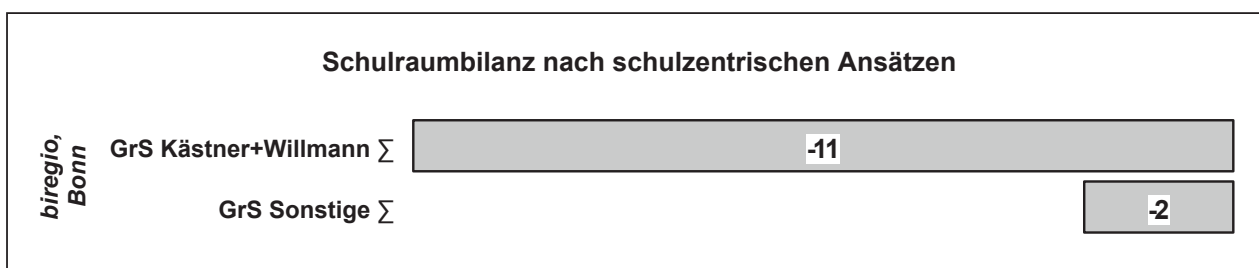 Schulraumbilanz nach schulzentrischen Ansätzen
biregio,
Bonn
GrS Kästner+Willmann ∑
-11
GrS Sonstige ∑
-2